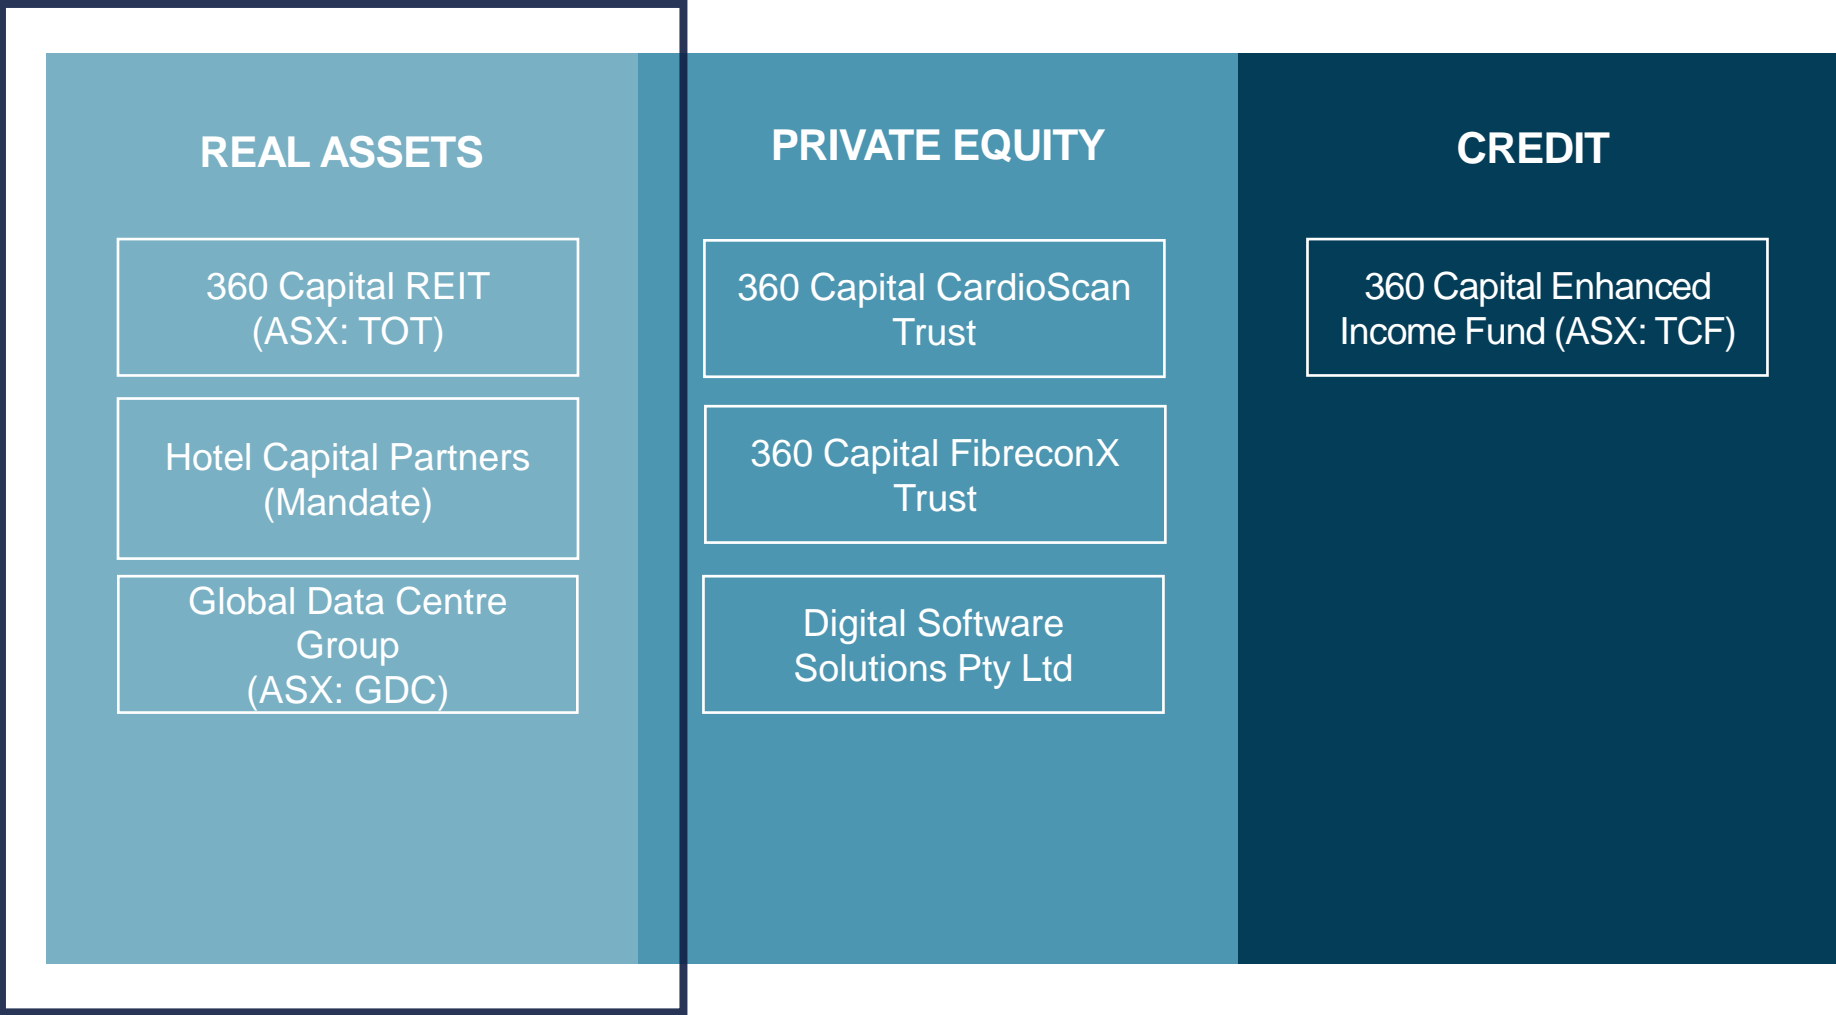 REAL ASSETS
360 Capital REIT
(ASX: TOT)
Hotel Capital Partners
(Mandate)
Global Data Centre
Group
(ASX: GDC)
PRIVATE EQUITY
360 Capital CardioScan
Trust
360 Capital FibreconX
Trust
Digital Software
Solutions Pty Ltd
CREDIT
360 Capital Enhanced
Income Fund (ASX: TCF)